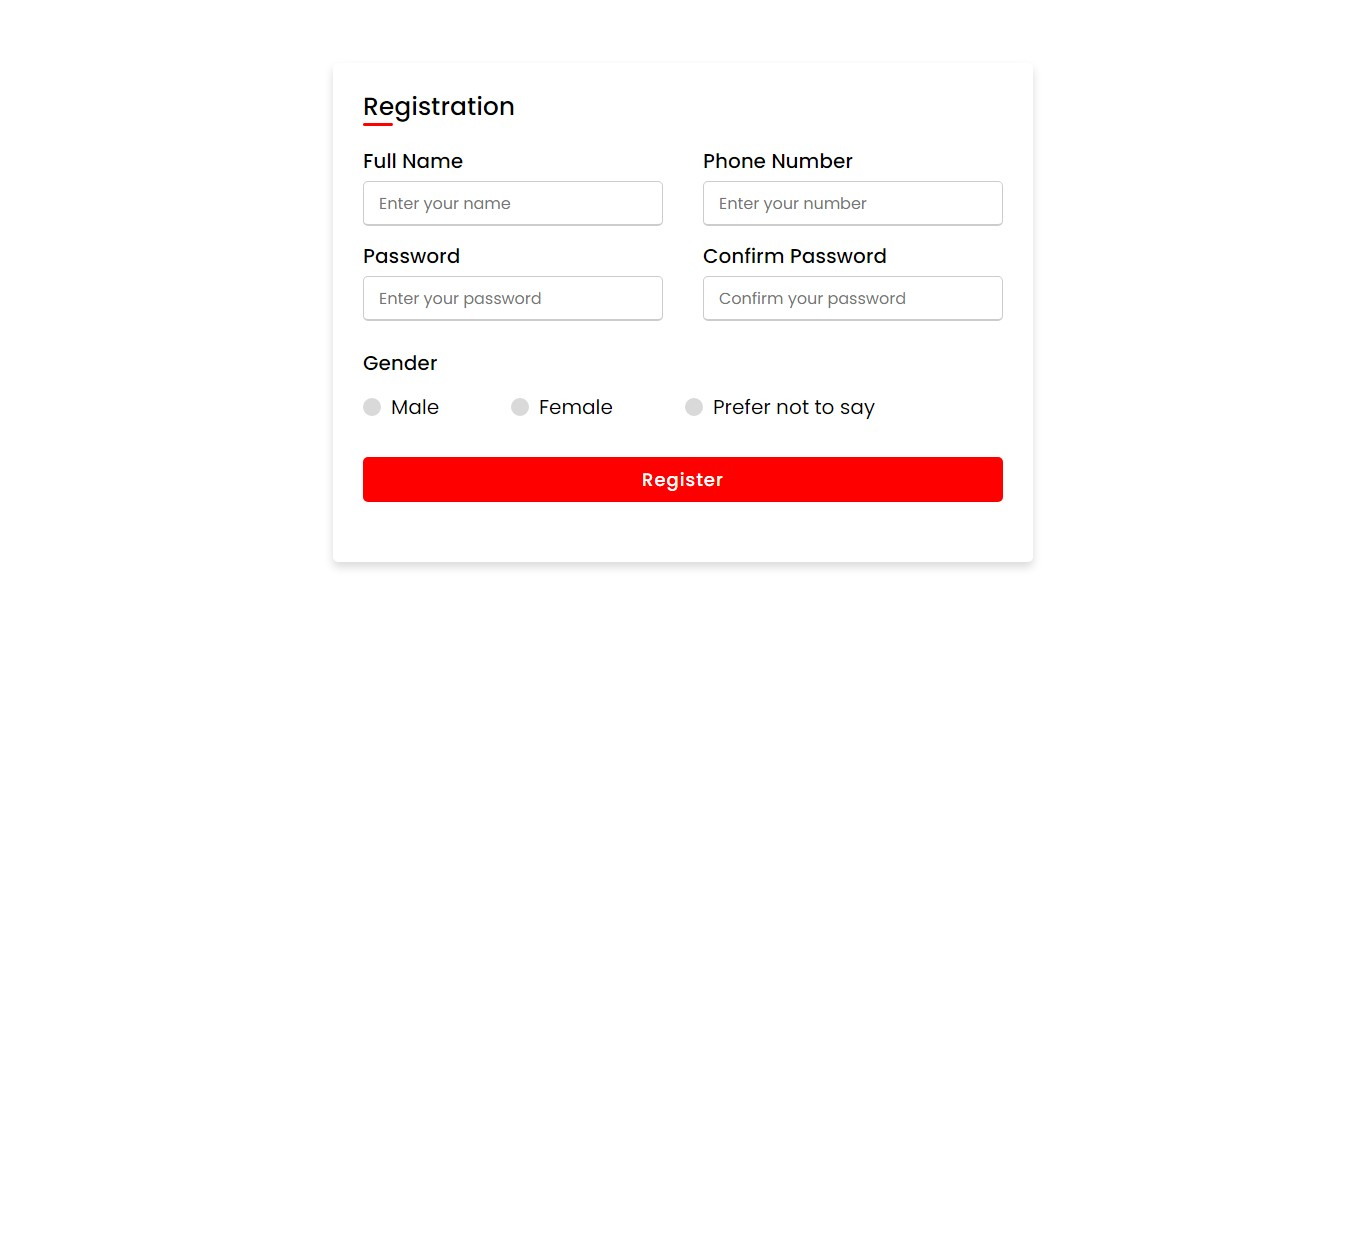 Registration
Full Name
Phone Number
Enter your name
Enter your number
Password
Confirm Password
Enter your password
Confirm your password
Gender
Male
Female
Prefer not to say
Register